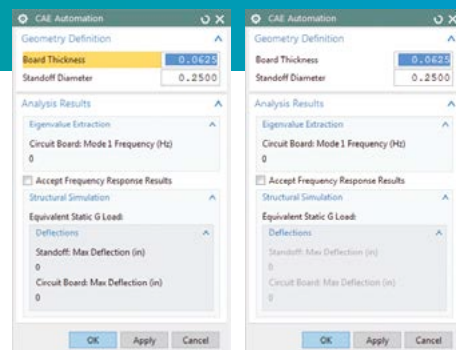 CAE Automation
Geometry Definition
Board Thickness 0.0625
Standoff Diameter 0.2500
Analysis Results
Eigenvalue Extraction
Circuit Board: Mode 1 Frequency (Hz)
0
Accept Frequency Response Results
Structural Simulation
Equivalent Static G Load:
Deflections
Standoff: Max Deflection (in)
0
Circuit Board: Max Deflection (in)
0
OK Apply Cancel
CAE Automation
Geometry Definition
Board Thickness 0.0625
Standoff Diameter 0.2500
Analysis Results
Eigenvalue Extraction
Circuit Board: Mode 1 Frequency (Hz)
0
Accept Frequency Response Results
Structural Simulation
Equivalent Static G Load:
Deflections
Standoff: Max Deflection (in)
0
Circuit Board: Max Deflection (in)
0
OK Apply Cancel